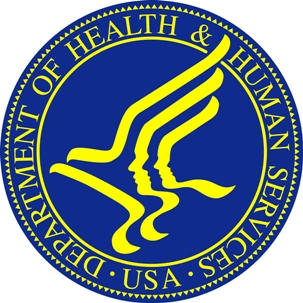 DEPARTMENT OF HEALTH & HUMAN SERVICES
· USA ·